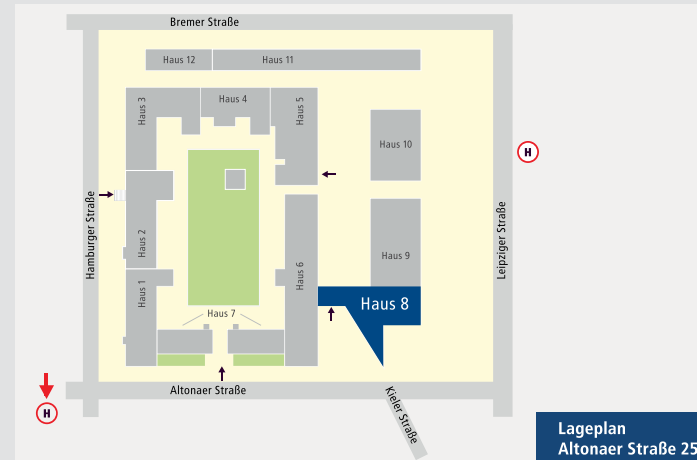 Bremer Straße
Haus 12
Haus 11
Haus 3
Haus 4
Haus 5
Haus 10
H
Hamburger Straße
Leipziger Straße
Haus 2
Haus 9
Haus 6
Haus 1
Haus 8
Haus 7
Altonaer Straße
H
Kieler Straße
Lageplan
Altonaer Straße 25